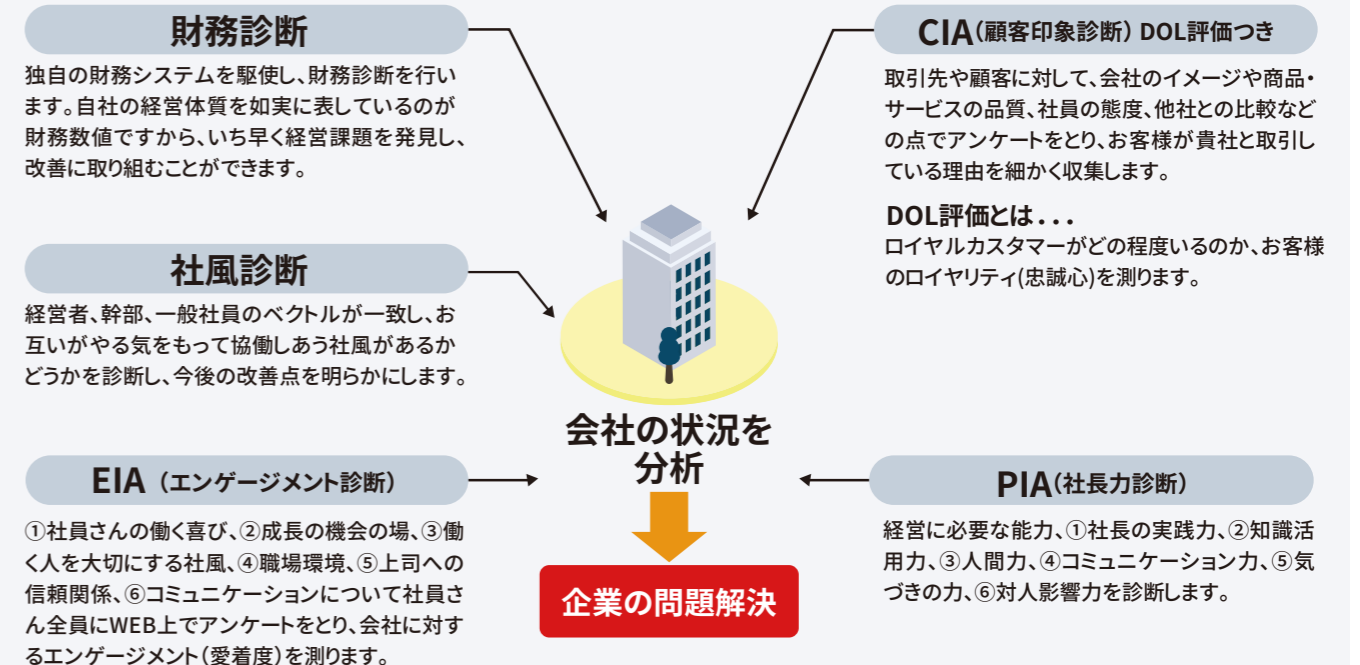 財務診断
独自の財務システムを駆使し、財務診断を行い
ます。自社の経営体質を如実に表しているのが
財務数値ですから、いち早く経営課題を発見し、
改善に取り組むことができます。
社風診断
経営者、幹部、一般社員のベクトルが一致し、お
互いがやる気をもって協働しあう社風があるか
どうかを診断し、今後の改善点を明らかにします。
EIA（エンゲージメント診断）
①社員さんの働く喜び、②成長の機会の場、③働
く人を大切にする社風、④職場環境、⑤上司への
信頼関係、⑥コミュニケーションについて社員さ
ん全員にWEB上でアンケートをとり、会社に対す
るエンゲージメント（愛着度）を測ります。
CIA（顧客印象診断）DOL評価つき
取引先や顧客に対して、会社のイメージや商品・
サービスの品質、社員の態度、他社との比較など
の点でアンケートをとり、お客様が貴社と取引し
ている理由を細かく収集します。
DOL評価とは...
ロイヤルカスタマーがどの程度いるのか、お客様
のロイヤリティ(忠誠心)を測ります。
PIA（社長力診断）
経営に必要な能力、①社長の実践力、②知識活
用力、③人間力、④コミュニケーション力、⑤気
づきの力、⑥対人影響力を診断します。
会社の状況を
分析
企業の問題解決